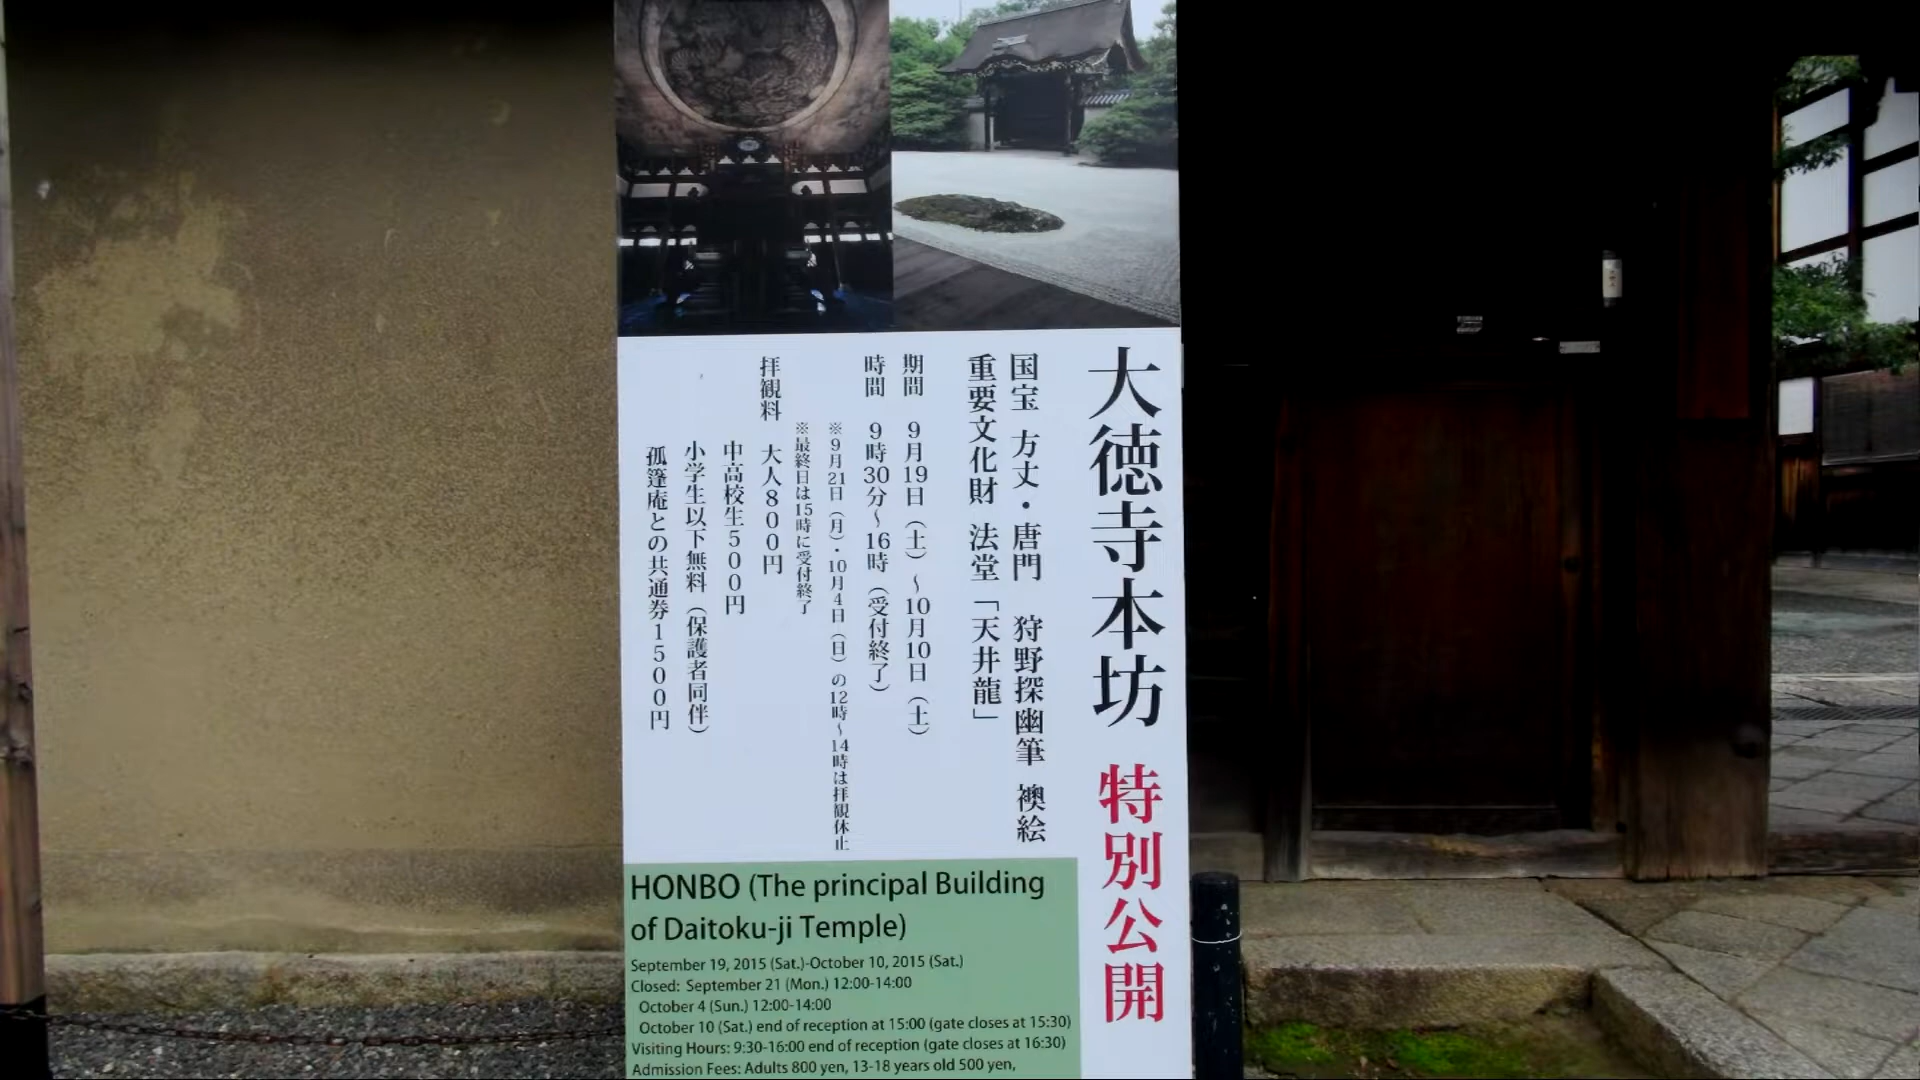 大徳寺本坊 特別公開
国宝 方丈・唐門 狩野探幽筆 襖絵
重要文化財 法堂「天井龍」
期間 9月19日（土）～10月10日（土）
時間 9時30分～16時（受付終了）
※9月21日（月）・10月4日（日）の12時～14時は拝観休止
※最終日は15時に受付終了
拝観料 大人800円
中高校生500円
小学生以下無料（保護者同伴）
孤篷庵との共通券1500円
HONBO (The principal Building
of Daitoku-ji Temple)
September 19, 2015 (Sat.)-October 10, 2015 (Sat.)
Closed: September 21 (Mon.) 12:00-14:00
October 4 (Sun.) 12:00-14:00
October 10 (Sat.) end of reception at 15:00 (gate closes at 15:30)
Visiting Hours: 9:30-16:00 end of reception (gate closes at 16:30)
Admission Fees: Adults 800 yen, 13-18 years old 500 yen,